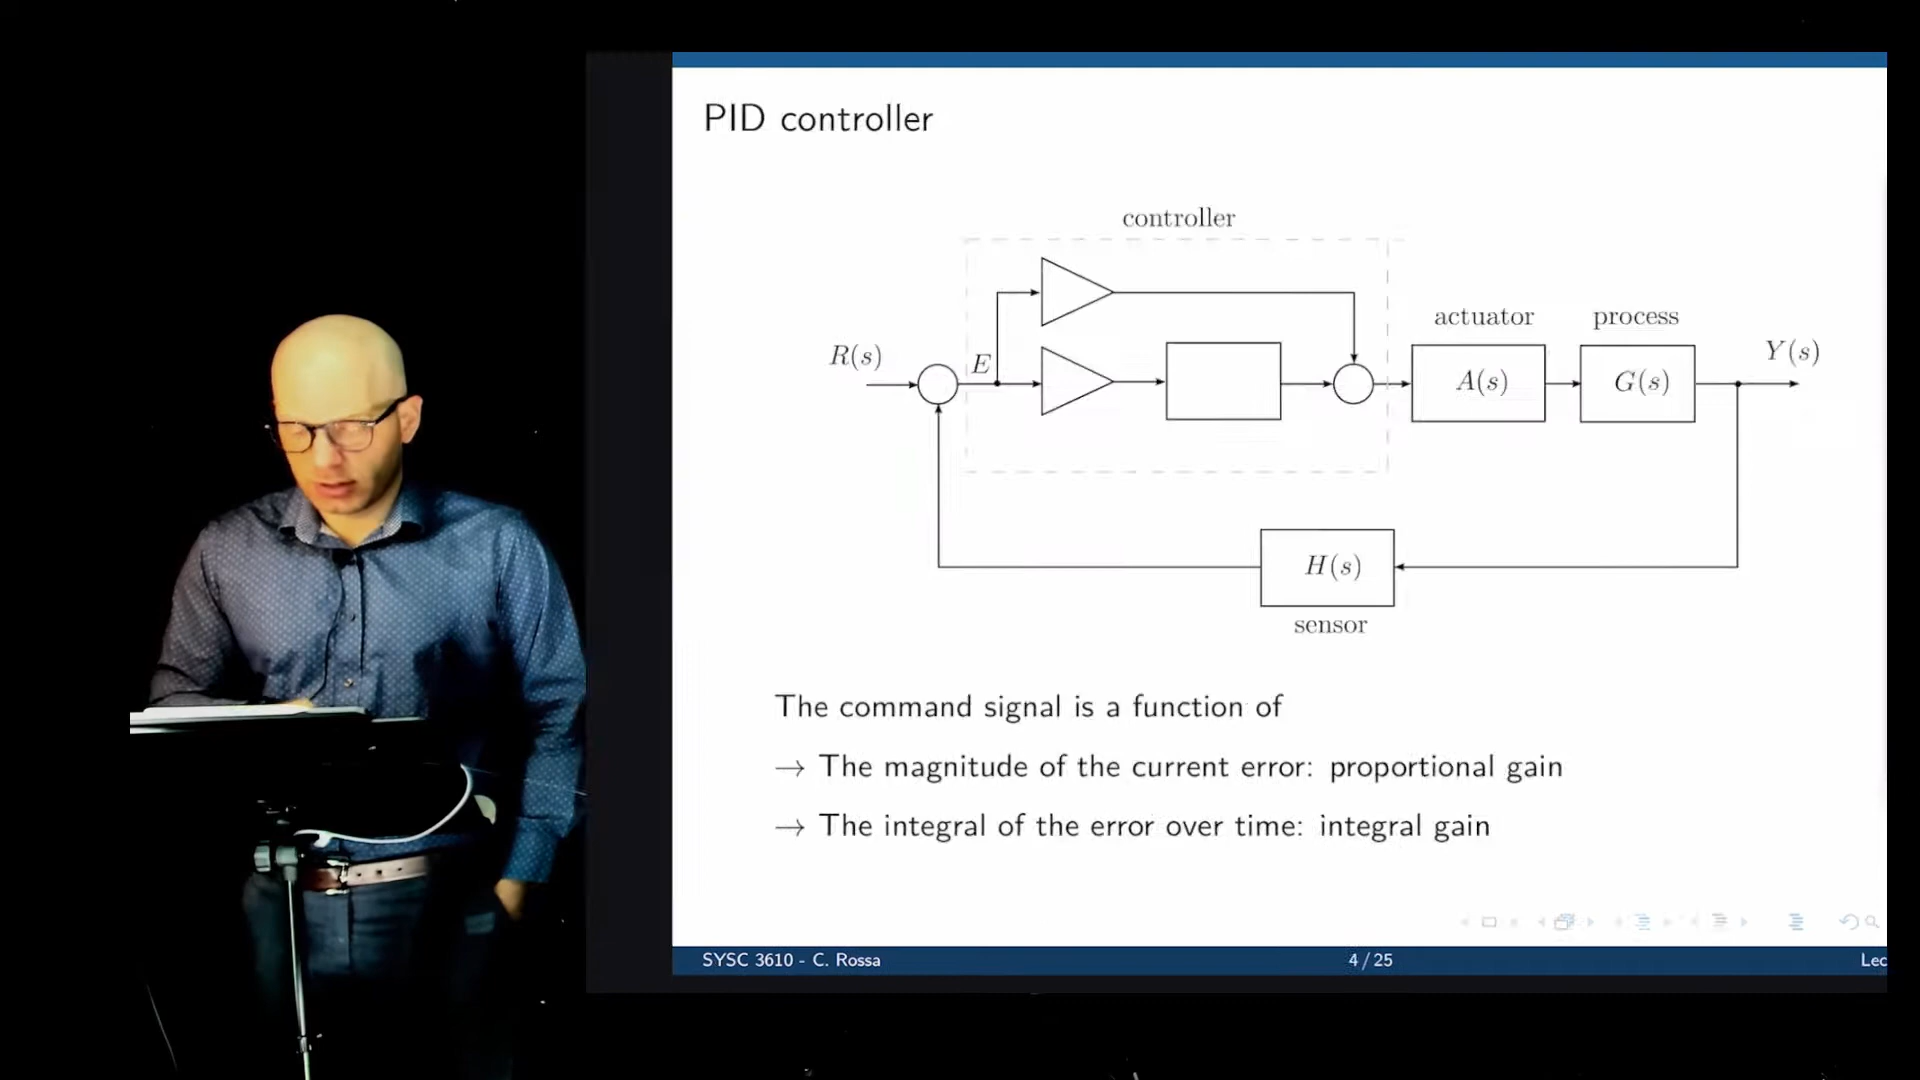 PID controller
controller
actuator
process
R(s)
E
Y(s)
A(s)
G(s)
H(s)
sensor
The command signal is a function of
→ The magnitude of the current error: proportional gain
→ The integral of the error over time: integral gain
SYSC 3610 - C. Rossa
4 / 25
Lec